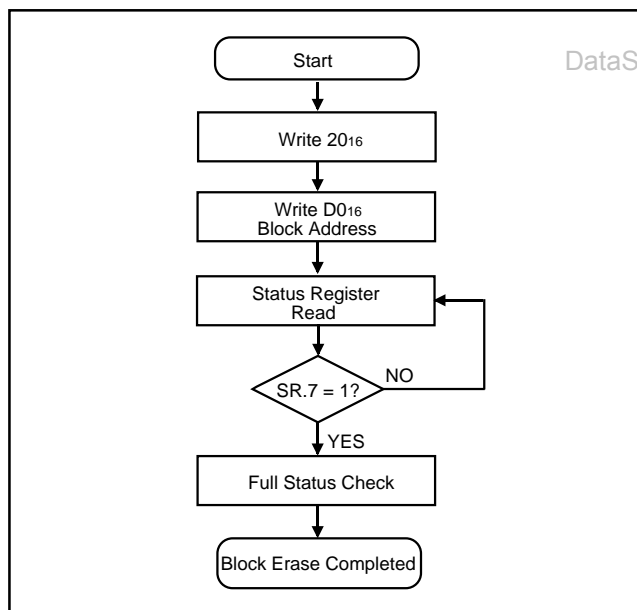 Start
DataS
Write 20₁₆
Write D0₁₆
Block Address
Status Register
Read
SR.7 = 1?
NO
YES
Full Status Check
Block Erase Completed